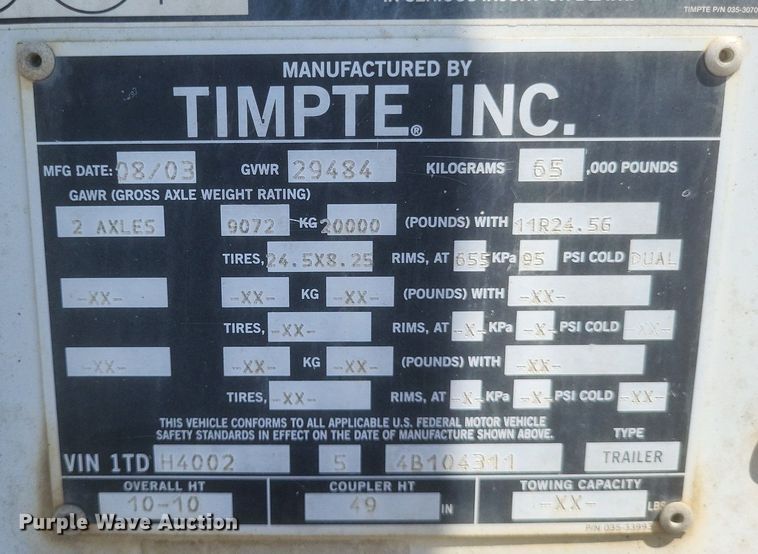 TIMPTE P/N 035-3070
MANUFACTURED BY
TIMPTE® INC.
MFG DATE: 08/03 GVWR 29484 KILOGRAMS 65 ,000 POUNDS
GAWR (GROSS AXLE WEIGHT RATING)
2 AXLES 9072 KG 20000 (POUNDS) WITH 11R24.5G
TIRES, 24.5X8.25 RIMS, AT 655 KPa 95 PSI COLD DUAL
-XX- -XX- KG -XX- (POUNDS) WITH -XX-
TIRES, -XX- RIMS, AT -X- KPa -X- PSI COLD -XX-
-XX- -XX- KG -XX- (POUNDS) WITH -XX-
TIRES, -XX- RIMS, AT -X- KPa -X- PSI COLD -XX-
THIS VEHICLE CONFORMS TO ALL APPLICABLE U.S. FEDERAL MOTOR VEHICLE
SAFETY STANDARDS IN EFFECT ON THE DATE OF MANUFACTURE SHOWN ABOVE. TYPE
VIN 1TD H4002 5 4B104311 TRAILER
OVERALL HT COUPLER HT TOWING CAPACITY
10-10 49 IN -XX- LBS
P/N 035-33993
Purple Wave Auction